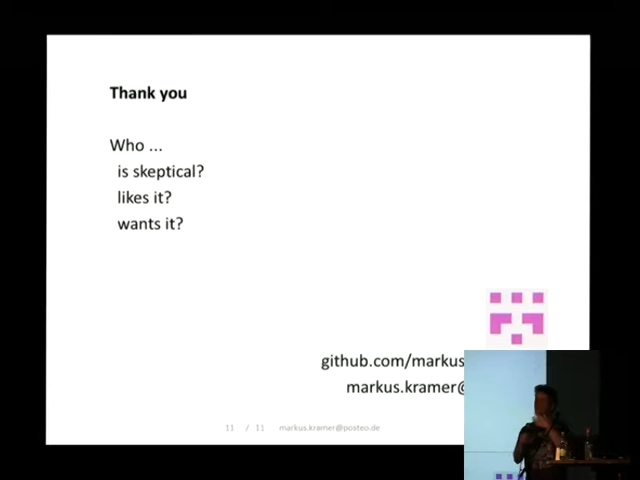 Thank you
Who ...
is skeptical?
likes it?
wants it?
github.com/markus
markus.kramer@
11 / 11 markus.kramer@posteo.de